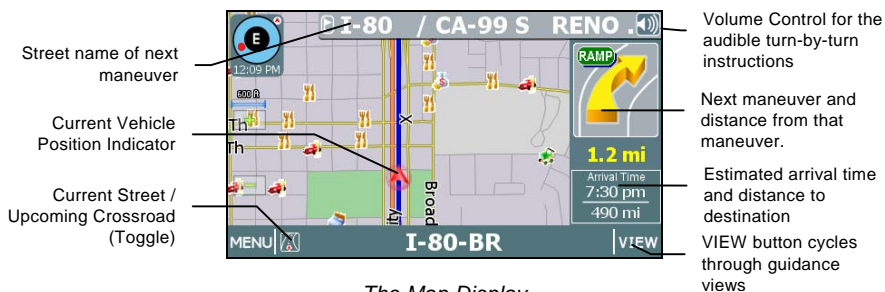 Street name of next
maneuver
Current Vehicle
Position Indicator
Current Street /
Upcoming Crossroad
(Toggle)
I-80 / CA-99 S RENO .
E
12:09 PM
600 ft
Th
Th
X
ity
Broad
RAMP
1.2 mi
Arrival Time
7:30 pm
490 mi
MENU
I-80-BR
VIEW
Volume Control for the
audible turn-by-turn
instructions
Next maneuver and
distance from that
maneuver.
Estimated arrival time
and distance to
destination
VIEW button cycles
through guidance
views
The Map Display